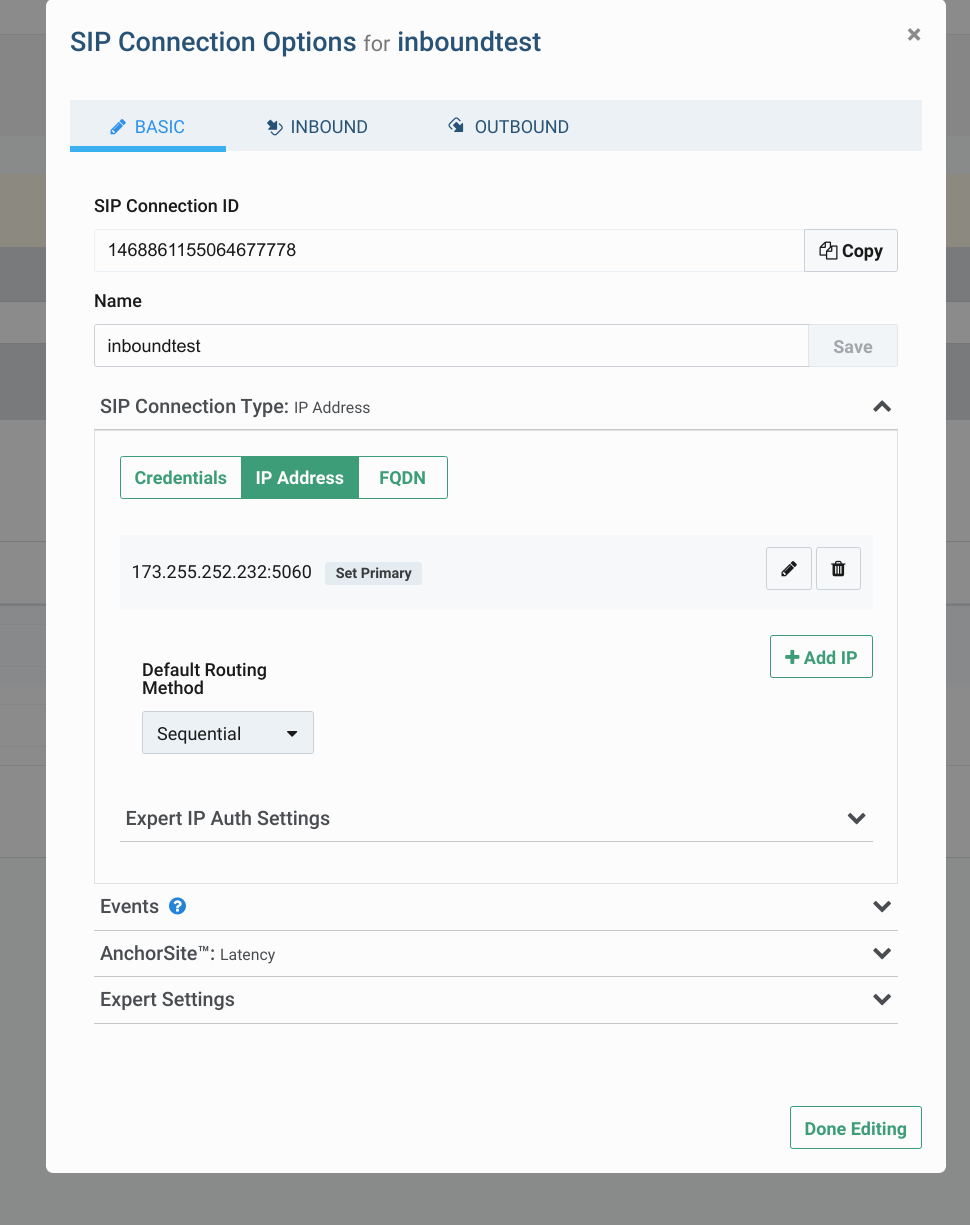 SIP Connection Options for inboundtest
×
BASIC
INBOUND
OUTBOUND
SIP Connection ID
1468861155064677778
Copy
Name
inboundtest
Save
SIP Connection Type: IP Address
Credentials
IP Address
FQDN
173.255.252.232:5060
Set Primary
+ Add IP
Default Routing
Method
Sequential
Expert IP Auth Settings
Events ?
AnchorSite™: Latency
Expert Settings
Done Editing